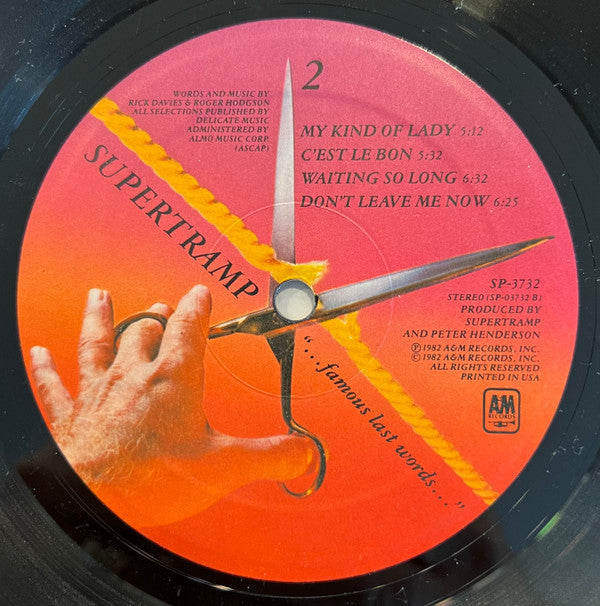 2
WORDS AND MUSIC BY
RICK DAVIES & ROGER HODGSON
ALL SELECTIONS PUBLISHED BY
DELICATE MUSIC
ADMINISTERED BY
ALMO MUSIC CORP.
(ASCAP)
SUPERTRAMP
MY KIND OF LADY 5:12
C'EST LE BON 5:32
WAITING SO LONG 6:32
DON'T LEAVE ME NOW 6:25
SP-3732
STEREO (SP-03732 B)
PRODUCED BY
SUPERTRAMP
AND PETER HENDERSON
℗ 1982 A&M RECORDS, INC.
© 1982 A&M RECORDS, INC.
ALL RIGHTS RESERVED
PRINTED IN USA
"...famous last words..."
A&M
RECORDS